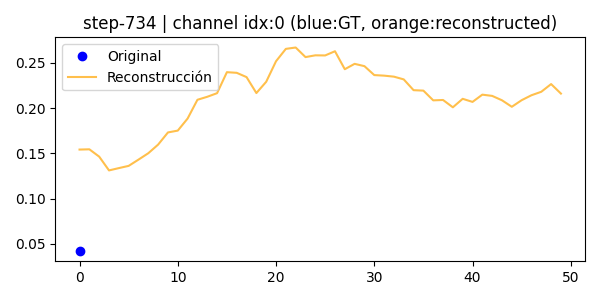 step-734 | channel idx:0 (blue:GT, orange:reconstructed)
Original
Reconstrucción
0.25
0.20
0.15
0.10
0.05
0 10 20 30 40 50